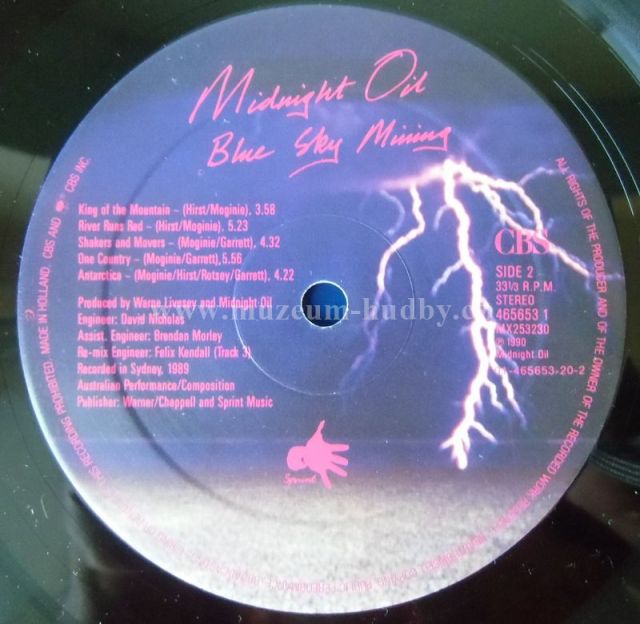 Midnight Oil
Blue Sky Mining
King of the Mountain – (Hirst/Moginie), 3.58
River Runs Red – (Hirst/Moginie), 5.23
Shakers and Movers – (Moginie/Garrett), 4.32
One Country – (Moginie/Garrett), 5.56
Antarctica – (Moginie/Hirst/Rotsey/Garrett), 4.22
Produced by Warne Livesey and Midnight Oil
Engineer: David Nicholas
Assist. Engineer: Brendan Morley
Re-mix Engineer: Felix Kendall (Track 3)
Recorded in Sydney, 1989
Australian Performance/Composition
Publisher: Warner/Chappell and Sprint Music
CBS
SIDE 2
33 1/3 R.P.M.
STEREO
465653 1
MX253230
℗ 1990
Midnight Oil
-465653-20-2
Sprint
www.muzeum-hudby.
ALL RIGHTS OF THE PRODUCER AND OF THE OWNER OF THE RECORDED WORK
THIS RECORDING PROHIBITED. MADE IN HOLLAND CBS AND CBS INC.